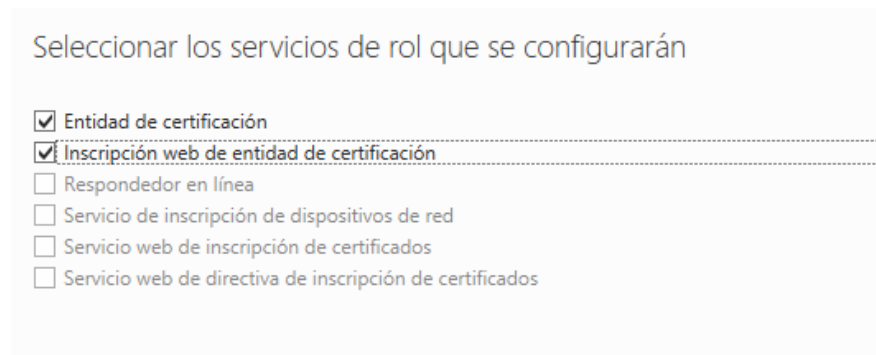 Seleccionar los servicios de rol que se configurarán
Entidad de certificación
Inscripción web de entidad de certificación
Respondedor en línea
Servicio de inscripción de dispositivos de red
Servicio web de inscripción de certificados
Servicio web de directiva de inscripción de certificados